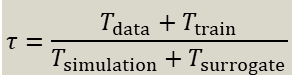 τ = (T_data + T_train) / (T_simulation + T_surrogate)